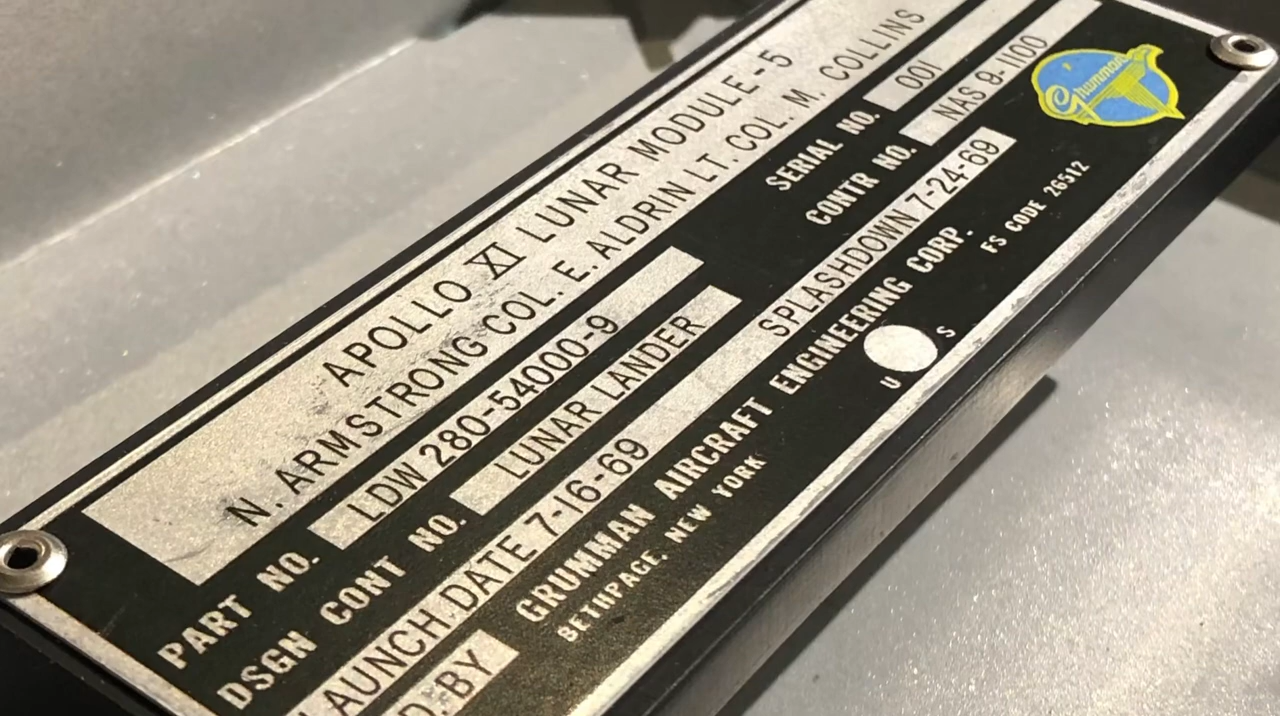 APOLLO XI LUNAR MODULE-5
N. ARMSTRONG-COL. E. ALDRIN LT. COL. M. COLLINS
PART NO. LDW 280-54000-9 SERIAL NO. 001
DSGN CONT NO. LUNAR LANDER CONTR NO. NAS 9-1100
LAUNCH DATE 7-16-69 SPLASHDOWN 7-24-69
D. BY GRUMMAN AIRCRAFT ENGINEERING CORP.
BETHPAGE, NEW YORK FS CODE 26512
U S
Grumman